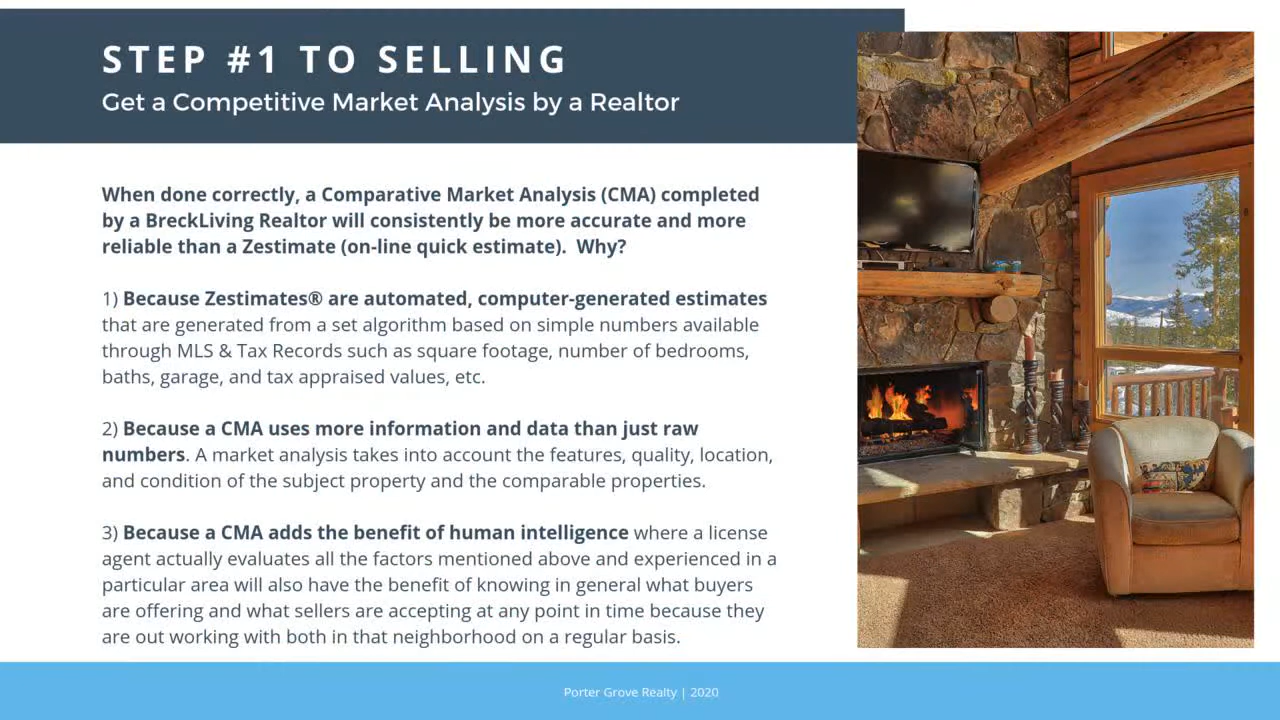 STEP #1 TO SELLING
Get a Competitive Market Analysis by a Realtor
When done correctly, a Comparative Market Analysis (CMA) completed
by a BreckLiving Realtor will consistently be more accurate and more
reliable than a Zestimate (on-line quick estimate).  Why?
1) Because Zestimates® are automated, computer-generated estimates
that are generated from a set algorithm based on simple numbers available
through MLS & Tax Records such as square footage, number of bedrooms,
baths, garage, and tax appraised values, etc.
2) Because a CMA uses more information and data than just raw
numbers. A market analysis takes into account the features, quality, location,
and condition of the subject property and the comparable properties.
3) Because a CMA adds the benefit of human intelligence where a license
agent actually evaluates all the factors mentioned above and experienced in a
particular area will also have the benefit of knowing in general what buyers
are offering and what sellers are accepting at any point in time because they
are out working with both in that neighborhood on a regular basis.
Porter Grove Realty | 2020